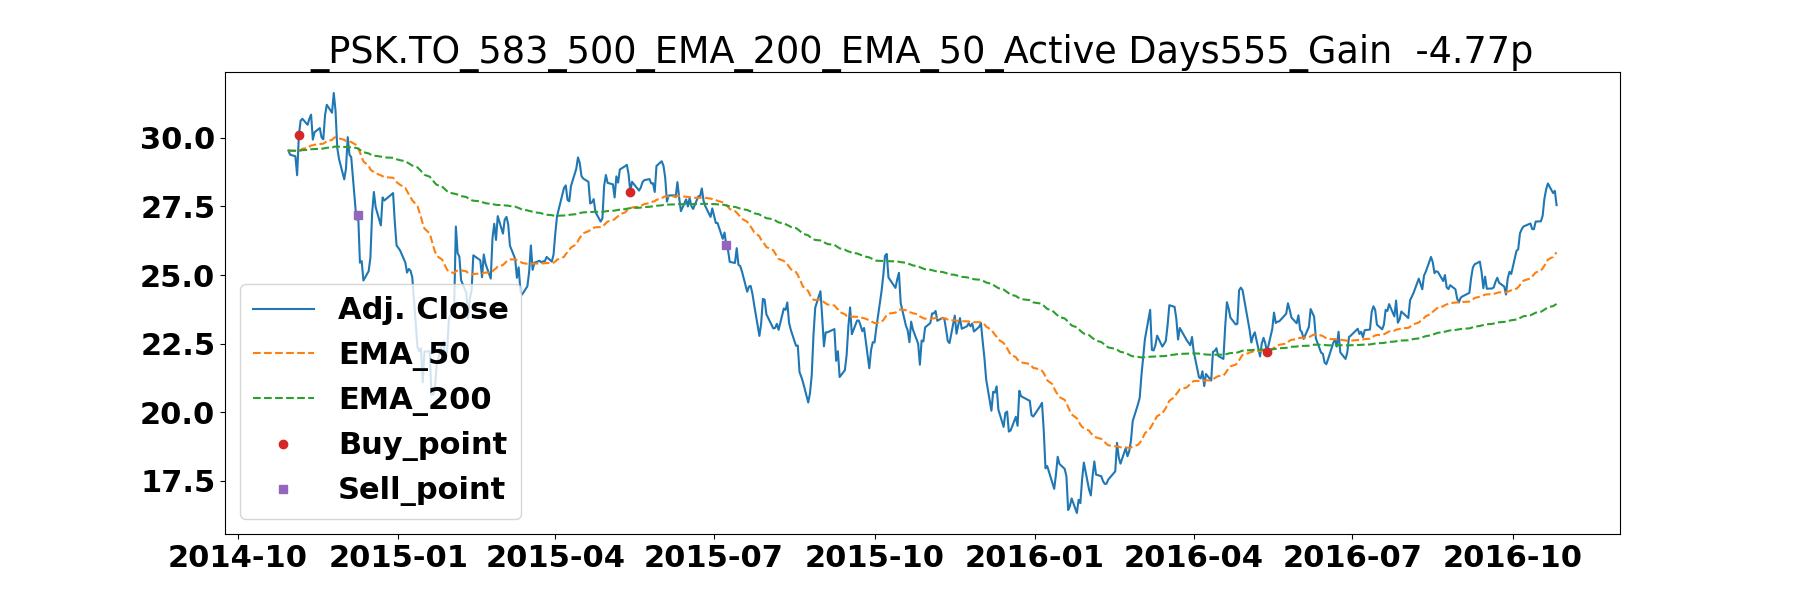 _PSK.TO_583_500_EMA_200_EMA_50_Active Days555_Gain  -4.77p
30.0
27.5
25.0
22.5
20.0
17.5
Adj. Close
EMA_50
EMA_200
Buy_point
Sell_point
2014-10 2015-01 2015-04 2015-07 2015-10 2016-01 2016-04 2016-07 2016-10